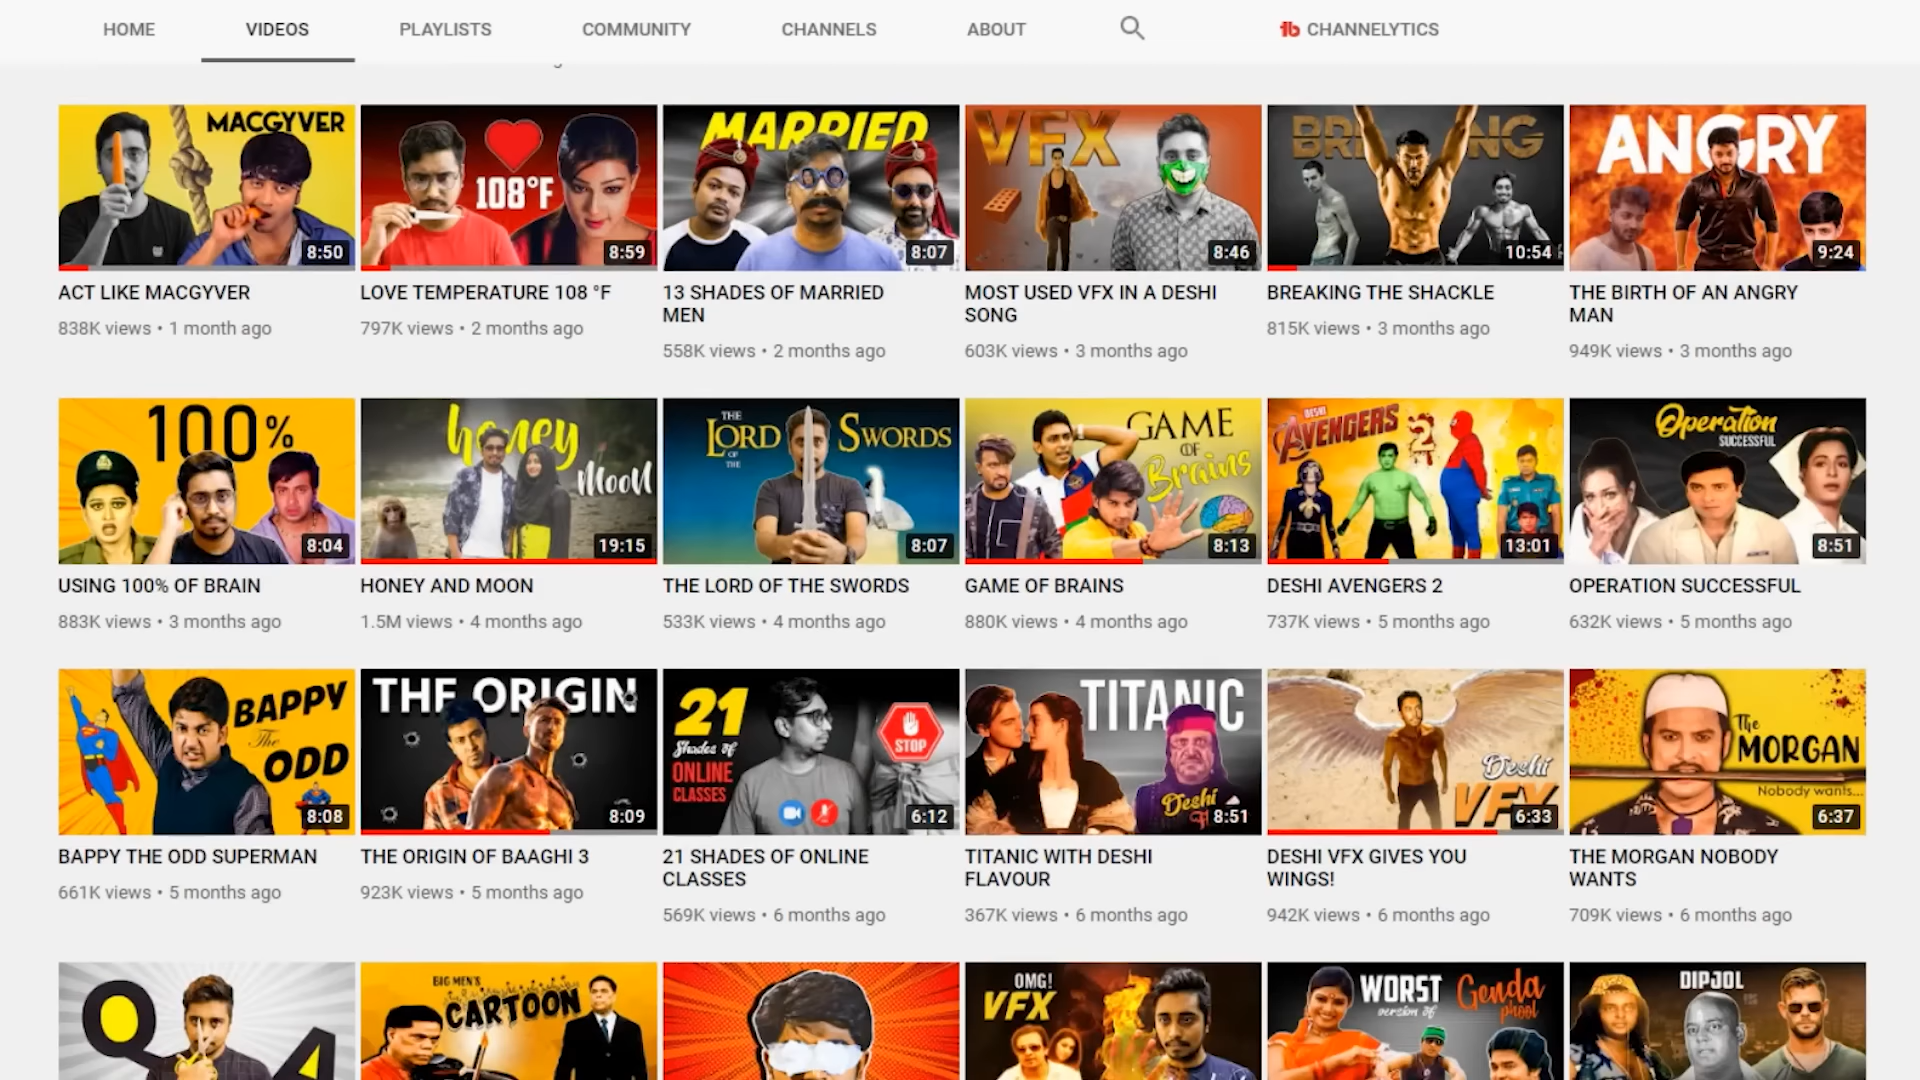 HOME VIDEOS PLAYLISTS COMMUNITY CHANNELS ABOUT CHANNELYTICS
MACGYVER
8:50
108°F
8:59
MARRIED
8:07
VFX
8:46
10:54
ANGRY
9:24
ACT LIKE MACGYVER
838K views • 1 month ago
LOVE TEMPERATURE 108 °F
797K views • 2 months ago
13 SHADES OF MARRIED
MEN
558K views • 2 months ago
MOST USED VFX IN A DESHI
SONG
603K views • 3 months ago
BREAKING THE SHACKLE
815K views • 3 months ago
THE BIRTH OF AN ANGRY
MAN
949K views • 3 months ago
100%
8:04
honey
Moon
19:15
THE
LORD
OF
THE
SWORDS
8:07
GAME
OF
Brains
8:13
DESHI
AVENGERS 2
13:01
Operation
SUCCESSFUL
8:51
USING 100% OF BRAIN
883K views • 3 months ago
HONEY AND MOON
1.5M views • 4 months ago
THE LORD OF THE SWORDS
533K views • 4 months ago
GAME OF BRAINS
880K views • 4 months ago
DESHI AVENGERS 2
737K views • 5 months ago
OPERATION SUCCESSFUL
632K views • 5 months ago
BAPPY
The
ODD
8:08
THE ORIGIN
8:09
21
Shades of
ONLINE
CLASSES
STOP
6:12
TITANIC
Deshi
8:51
Deshi
VFX
6:33
The
MORGAN
Nobody wants...
6:37
BAPPY THE ODD SUPERMAN
661K views • 5 months ago
THE ORIGIN OF BAAGHI 3
923K views • 5 months ago
21 SHADES OF ONLINE
CLASSES
569K views • 6 months ago
TITANIC WITH DESHI
FLAVOUR
367K views • 6 months ago
DESHI VFX GIVES YOU
WINGS!
942K views • 6 months ago
THE MORGAN NOBODY
WANTS
709K views • 6 months ago
Q A
BIG MEN'S
CARTOON
OMG!
VFX
WORST
version of
Genda
phool
DIPJOL